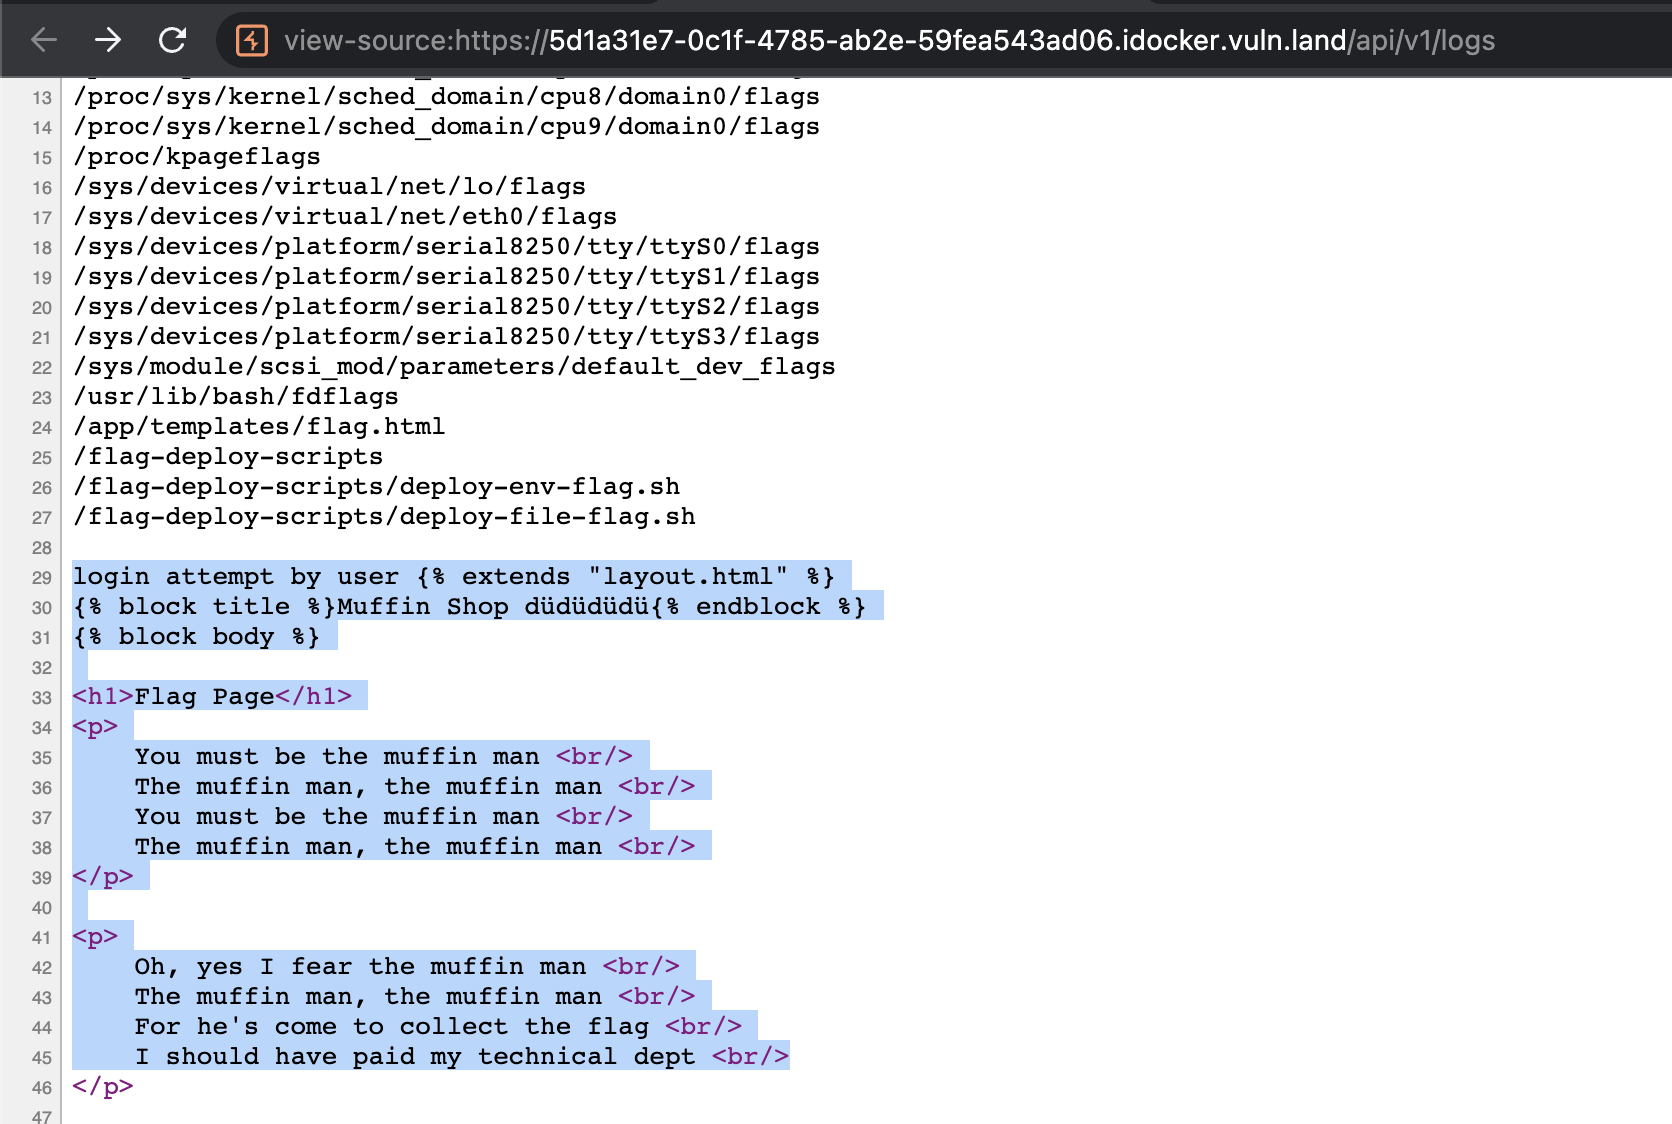 view-source:https://5d1a31e7-0c1f-4785-ab2e-59fea543ad06.idocker.vuln.land/api/v1/logs
13 /proc/sys/kernel/sched_domain/cpu8/domain0/flags
14 /proc/sys/kernel/sched_domain/cpu9/domain0/flags
15 /proc/kpageflags
16 /sys/devices/virtual/net/lo/flags
17 /sys/devices/virtual/net/eth0/flags
18 /sys/devices/platform/serial8250/tty/ttyS0/flags
19 /sys/devices/platform/serial8250/tty/ttyS1/flags
20 /sys/devices/platform/serial8250/tty/ttyS2/flags
21 /sys/devices/platform/serial8250/tty/ttyS3/flags
22 /sys/module/scsi_mod/parameters/default_dev_flags
23 /usr/lib/bash/fdflags
24 /app/templates/flag.html
25 /flag-deploy-scripts
26 /flag-deploy-scripts/deploy-env-flag.sh
27 /flag-deploy-scripts/deploy-file-flag.sh
28
29 login attempt by user {% extends "layout.html" %}
30 {% block title %}Muffin Shop düdüdüdü{% endblock %}
31 {% block body %}
32
33 <h1>Flag Page</h1>
34 <p>
35     You must be the muffin man <br/>
36     The muffin man, the muffin man <br/>
37     You must be the muffin man <br/>
38     The muffin man, the muffin man <br/>
39 </p>
40
41 <p>
42     Oh, yes I fear the muffin man <br/>
43     The muffin man, the muffin man <br/>
44     For he's come to collect the flag <br/>
45     I should have paid my technical dept <br/>
46 </p>
47